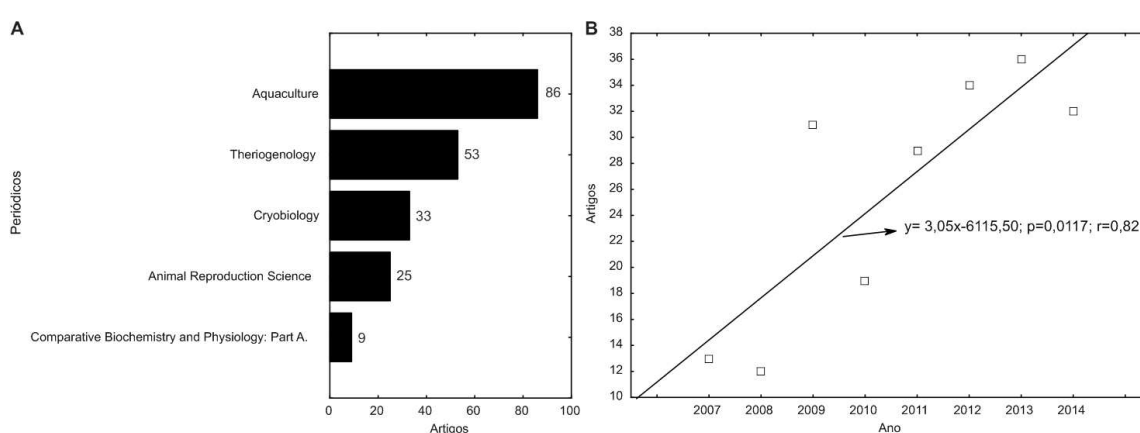 A
Periódicos
Aquaculture
86
Theriogenology
53
Cryobiology
33
Animal Reproduction Science
25
Comparative Biochemistry and Physiology: Part A.
9
0 20 40 60 80 100
Artigos
B
Artigos
38
36
34
32
30
28
26
24
22
20
18
16
14
12
10
y= 3,05x-6115,50; p=0,0117; r=0,82
2007 2008 2009 2010 2011 2012 2013 2014
Ano